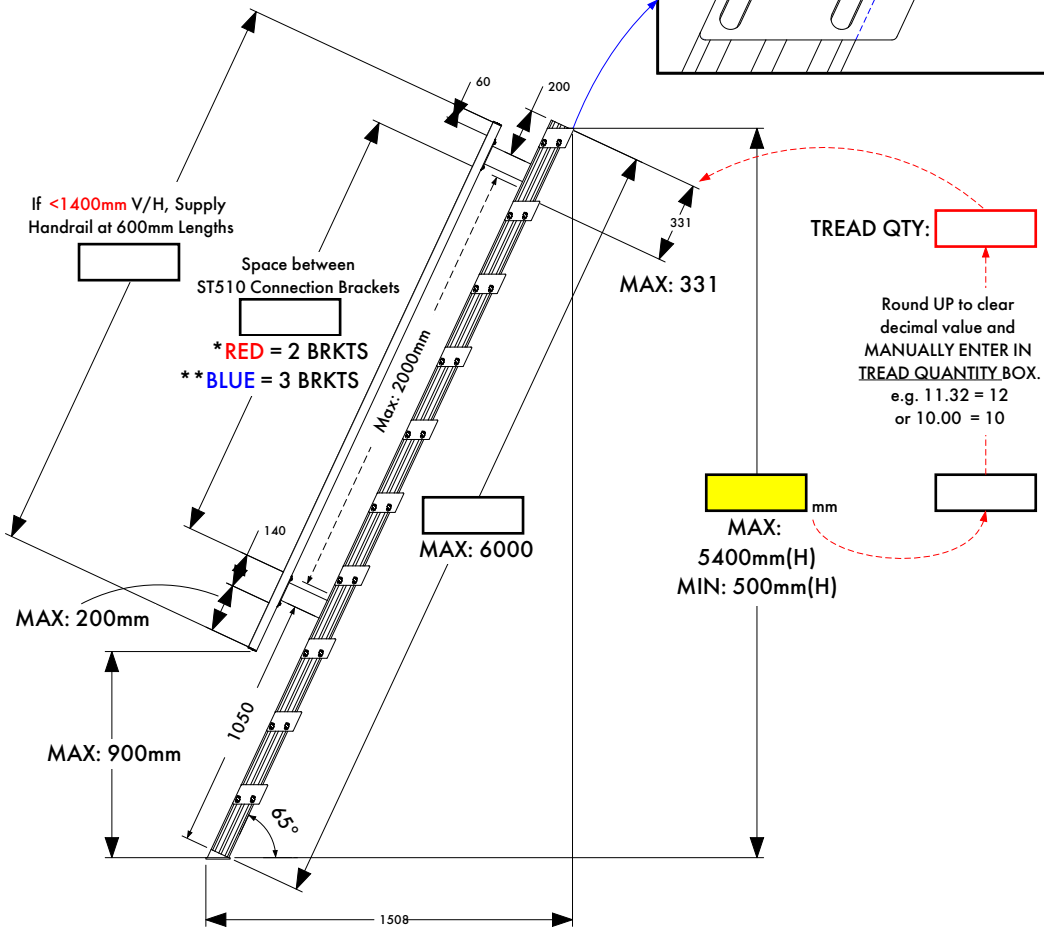 60
200
If <1400mm V/H, Supply
Handrail at 600mm Lengths
Space between
ST510 Connection Brackets
*RED = 2 BRKTS
**BLUE = 3 BRKTS
Max: 2000mm
331
MAX: 331
TREAD QTY:
Round UP to clear
decimal value and
MANUALLY ENTER IN
TREAD QUANTITY BOX.
e.g. 11.32 = 12
or 10.00 = 10
mm
MAX:
5400mm(H)
MIN: 500mm(H)
MAX: 6000
140
MAX: 200mm
1050
MAX: 900mm
65°
1508